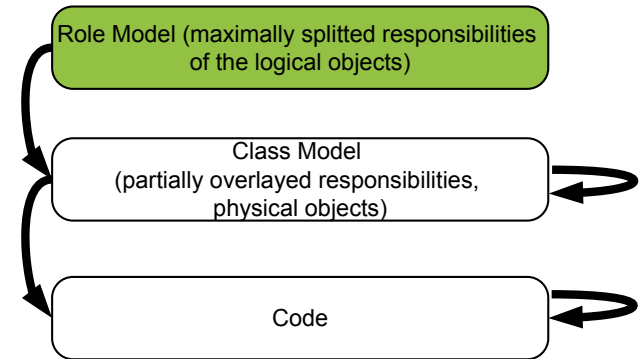 Role Model (maximally splitted responsibilities
of the logical objects)
Class Model
(partially overlayed responsibilities,
physical objects)
Code